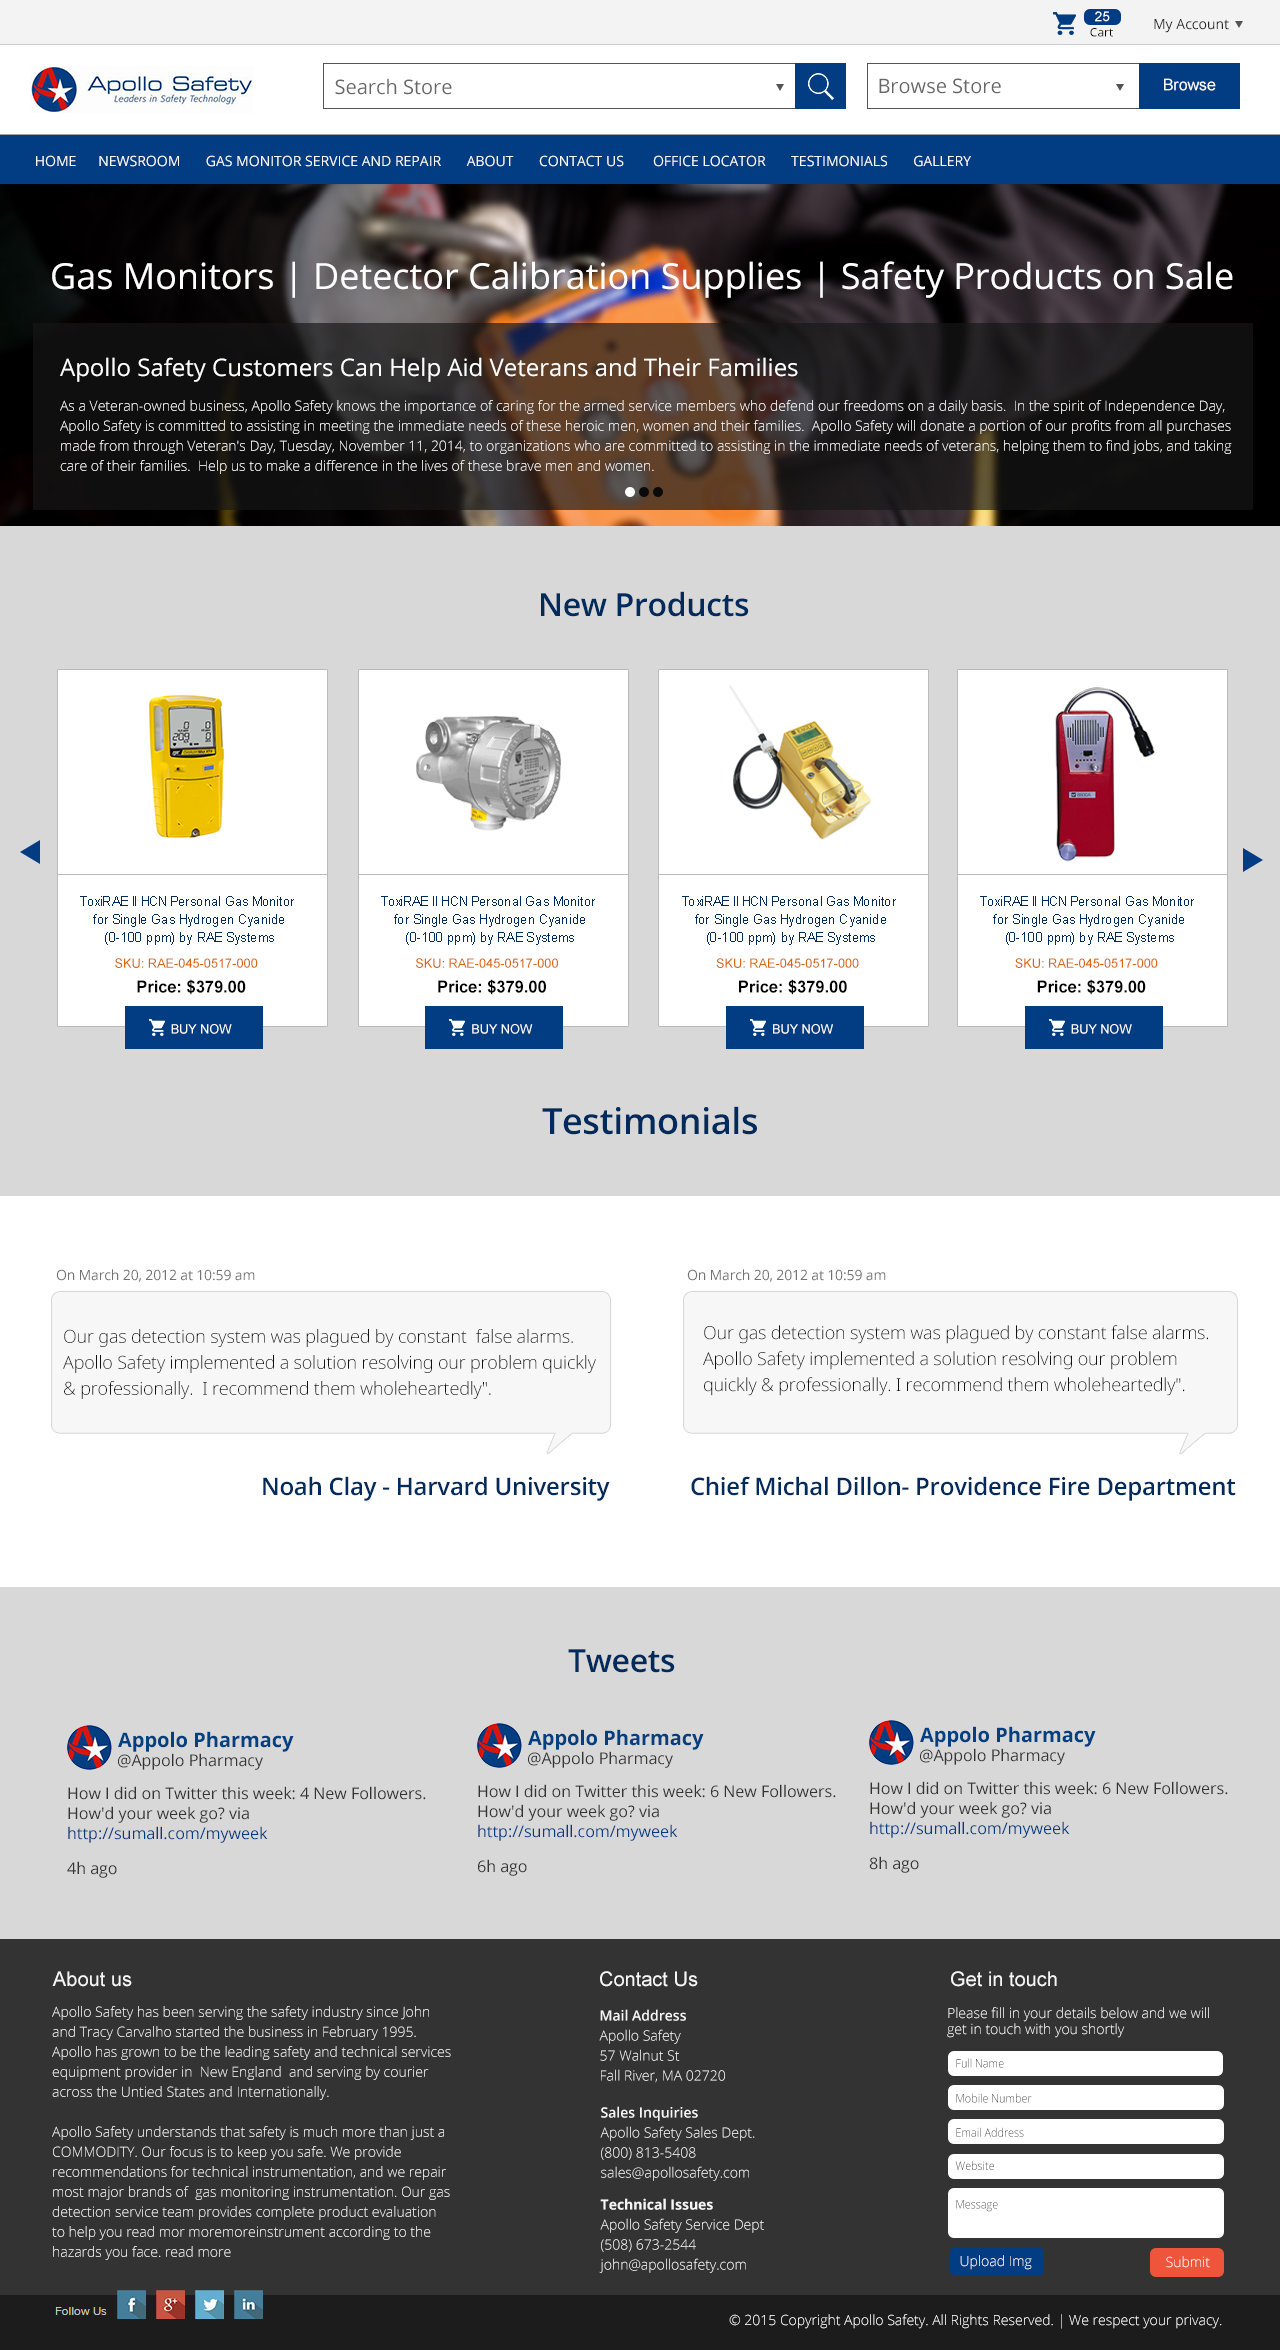 25
Cart
My Account
Apollo Safety
Leaders in Safety Technology
Search Store
Browse Store
Browse
HOME NEWSROOM GAS MONITOR SERVICE AND REPAIR ABOUT CONTACT US OFFICE LOCATOR TESTIMONIALS GALLERY
Gas Monitors | Detector Calibration Supplies | Safety Products on Sale
Apollo Safety Customers Can Help Aid Veterans and Their Families
As a Veteran-owned business, Apollo Safety knows the importance of caring for the armed service members who defend our freedoms on a daily basis. In the spirit of Independence Day,
Apollo Safety is committed to assisting in meeting the immediate needs of these heroic men, women and their families. Apollo Safety will donate a portion of our profits from all purchases
made from through Veteran's Day, Tuesday, November 11, 2014, to organizations who are committed to assisting in the immediate needs of veterans, helping them to find jobs, and taking
care of their families. Help us to make a difference in the lives of these brave men and women.
New Products
ToxiRAE II HCN Personal Gas Monitor
for Single Gas Hydrogen Cyanide
(0-100 ppm) by RAE Systems
SKU: RAE-045-0517-000
Price: $379.00
BUY NOW
ToxiRAE II HCN Personal Gas Monitor
for Single Gas Hydrogen Cyanide
(0-100 ppm) by RAE Systems
SKU: RAE-045-0517-000
Price: $379.00
BUY NOW
ToxiRAE II HCN Personal Gas Monitor
for Single Gas Hydrogen Cyanide
(0-100 ppm) by RAE Systems
SKU: RAE-045-0517-000
Price: $379.00
BUY NOW
ToxiRAE II HCN Personal Gas Monitor
for Single Gas Hydrogen Cyanide
(0-100 ppm) by RAE Systems
SKU: RAE-045-0517-000
Price: $379.00
BUY NOW
Testimonials
On March 20, 2012 at 10:59 am
Our gas detection system was plagued by constant false alarms.
Apollo Safety implemented a solution resolving our problem quickly
& professionally. I recommend them wholeheartedly".
Noah Clay - Harvard University
On March 20, 2012 at 10:59 am
Our gas detection system was plagued by constant false alarms.
Apollo Safety implemented a solution resolving our problem
quickly & professionally. I recommend them wholeheartedly".
Chief Michal Dillon- Providence Fire Department
Tweets
Appolo Pharmacy
@Appolo Pharmacy
How I did on Twitter this week: 4 New Followers.
How'd your week go? via
http://sumall.com/myweek
4h ago
Appolo Pharmacy
@Appolo Pharmacy
How I did on Twitter this week: 6 New Followers.
How'd your week go? via
http://sumall.com/myweek
6h ago
Appolo Pharmacy
@Appolo Pharmacy
How I did on Twitter this week: 6 New Followers.
How'd your week go? via
http://sumall.com/myweek
8h ago
About us
Apollo Safety has been serving the safety industry since John
and Tracy Carvalho started the business in February 1995.
Apollo has grown to be the leading safety and technical services
equipment provider in New England and serving by courier
across the Untied States and Internationally.
Apollo Safety understands that safety is much more than just a
COMMODITY. Our focus is to keep you safe. We provide
recommendations for technical instrumentation, and we repair
most major brands of gas monitoring instrumentation. Our gas
detection service team provides complete product evaluation
to help you read mor moremoreinstrument according to the
hazards you face. read more
Contact Us
Mail Address
Apollo Safety
57 Walnut St
Fall River, MA 02720
Sales Inquiries
Apollo Safety Sales Dept.
(800) 813-5408
sales@apollosafety.com
Technical Issues
Apollo Safety Service Dept
(508) 673-2544
john@apollosafety.com
Get in touch
Please fill in your details below and we will
get in touch with you shortly
Full Name
Mobile Number
Email Address
Website
Message
Upload Img
Submit
Follow Us
f
g+
in
© 2015 Copyright Apollo Safety. All Rights Reserved. | We respect your privacy.